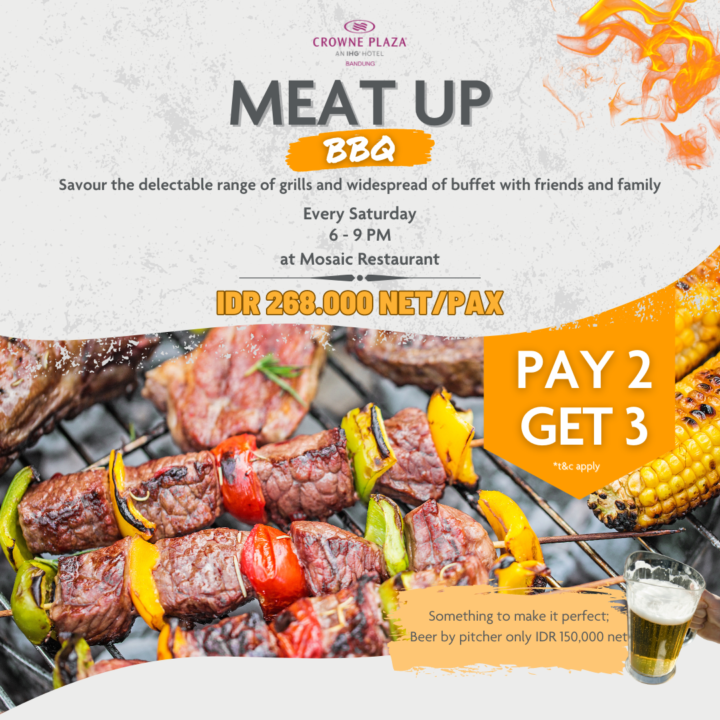 CROWNE PLAZA
AN IHG HOTEL
BANDUNG
MEAT UP
BBQ
Savour the delectable range of grills and widespread of buffet with friends and family
Every Saturday
6 - 9 PM
at Mosaic Restaurant
IDR 268.000 NET/PAX
PAY 2
GET 3
*t&c apply
Something to make it perfect;
Beer by pitcher only IDR 150,000 net